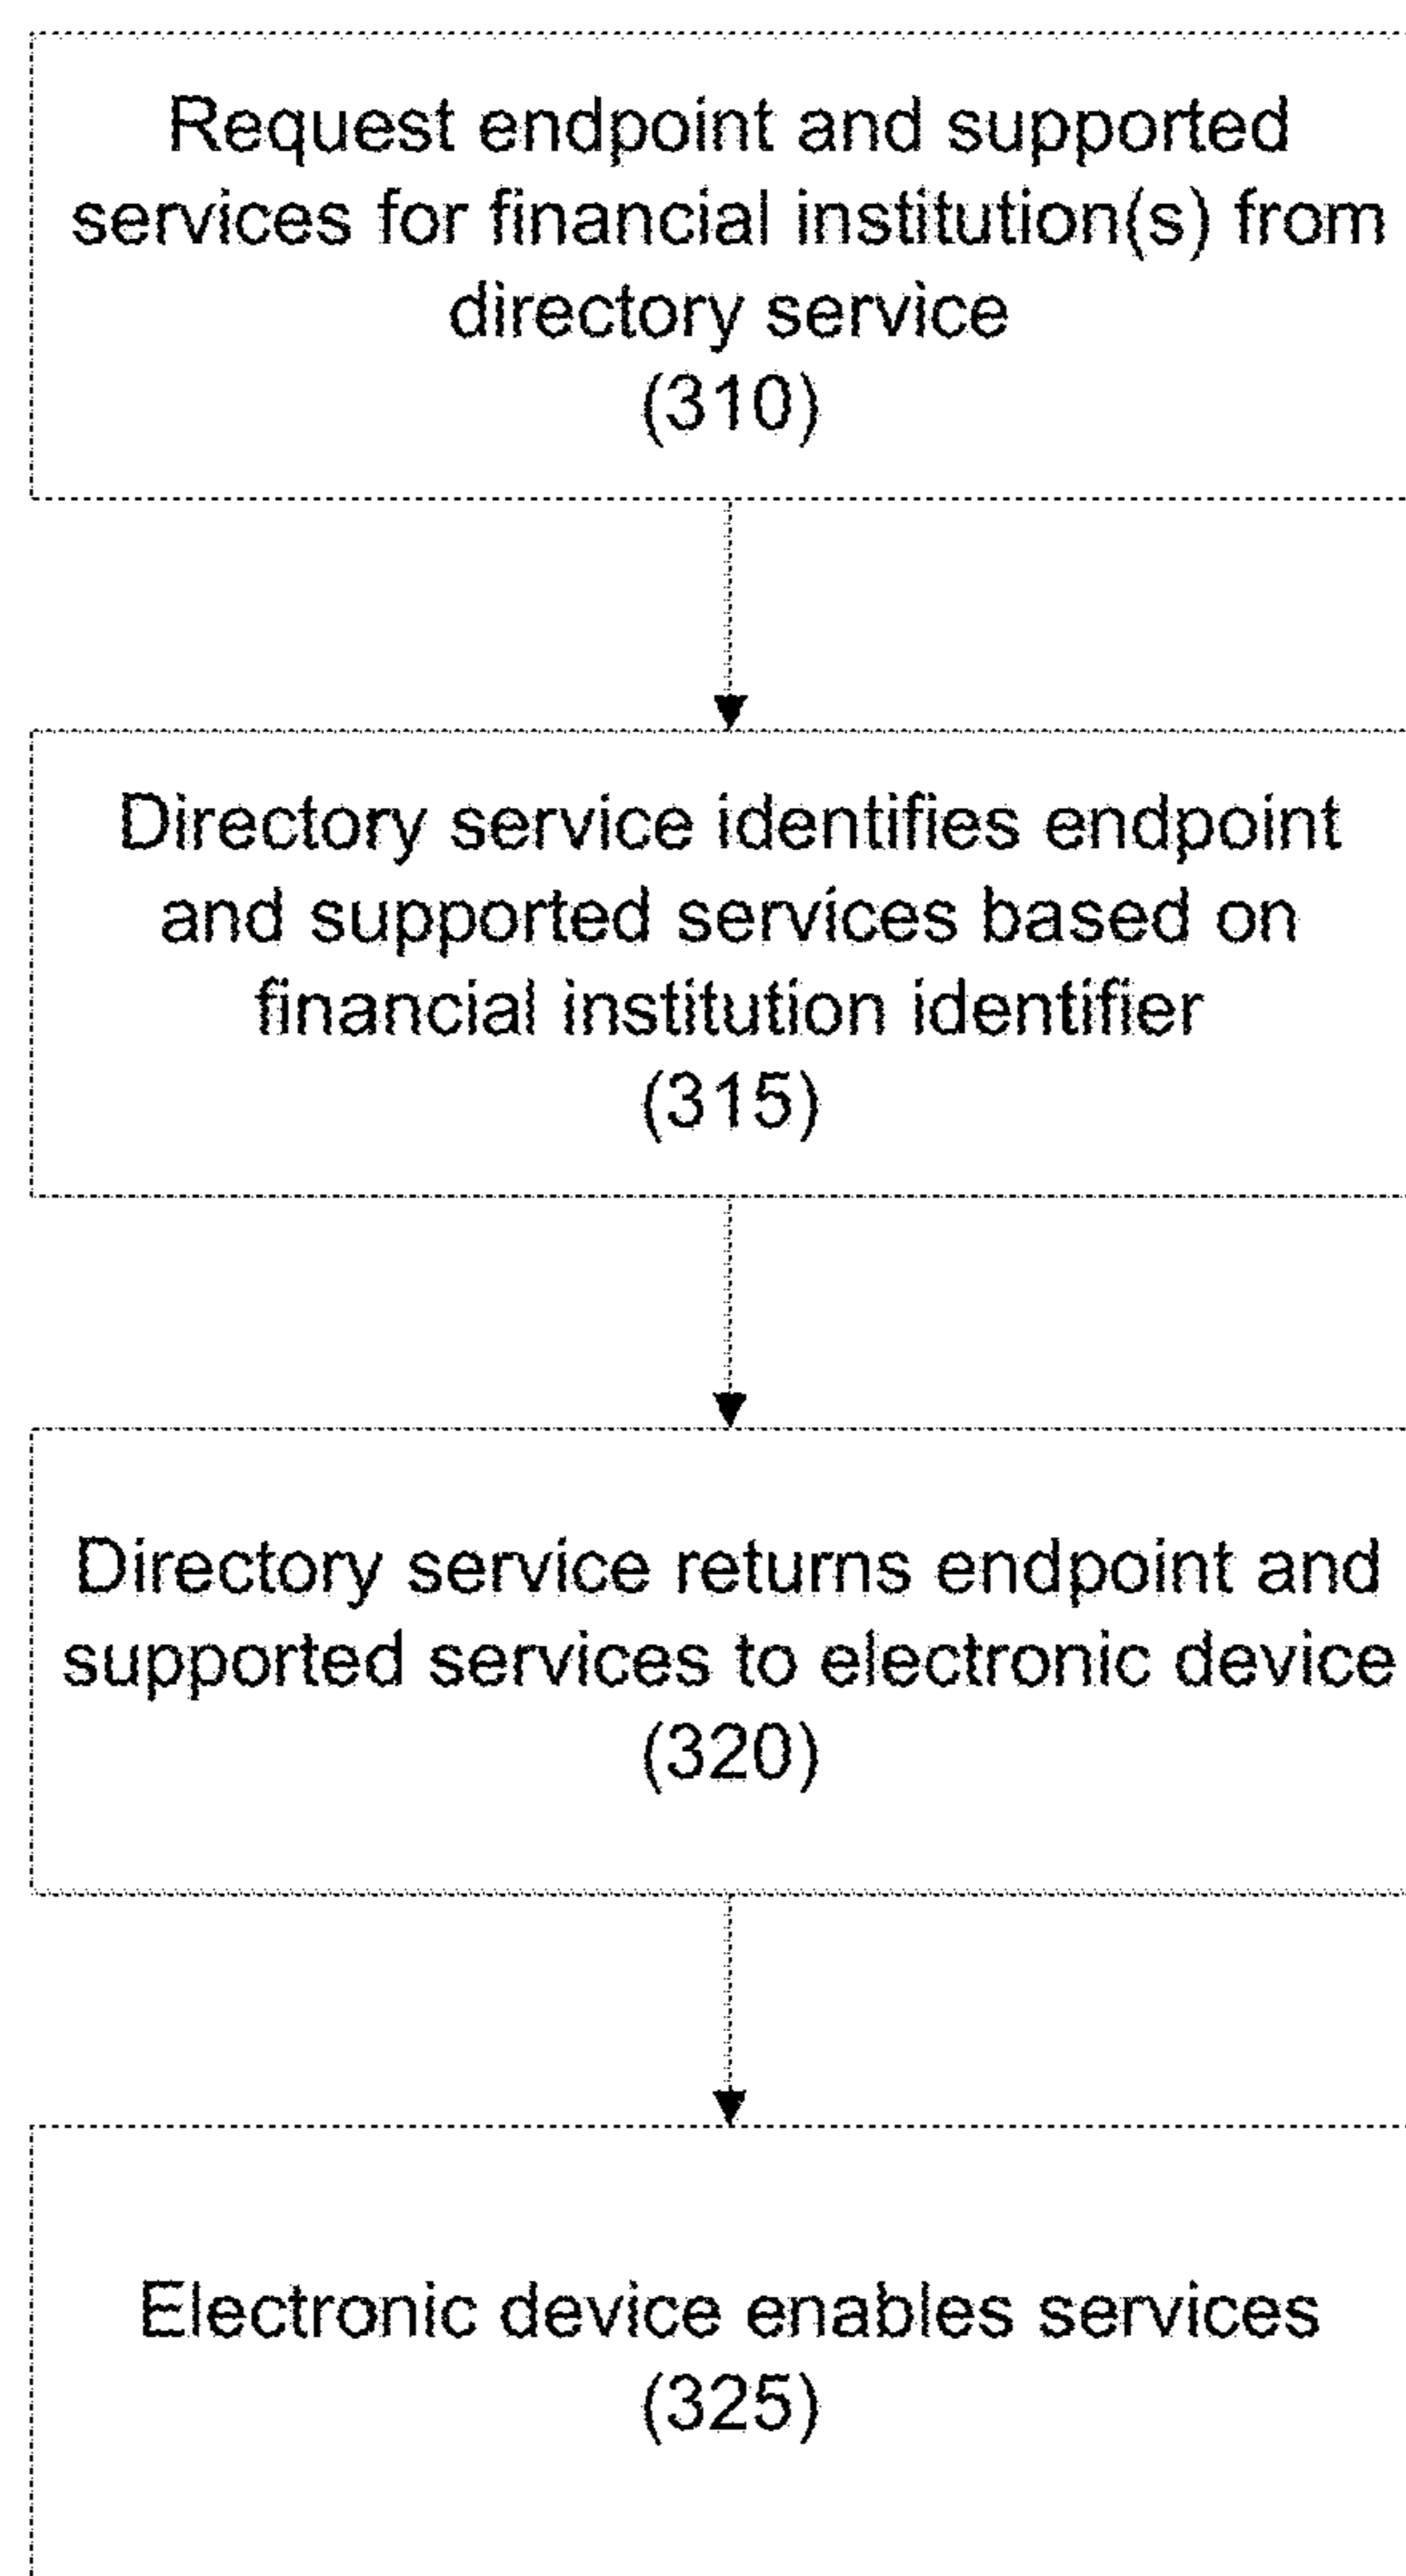 Request endpoint and supported
services for financial institution(s) from
directory service
(310)
Directory service identifies endpoint
and supported services based on
financial institution identifier
(315)
Directory service returns endpoint and
supported services to electronic device
(320)
Electronic device enables services
(325)